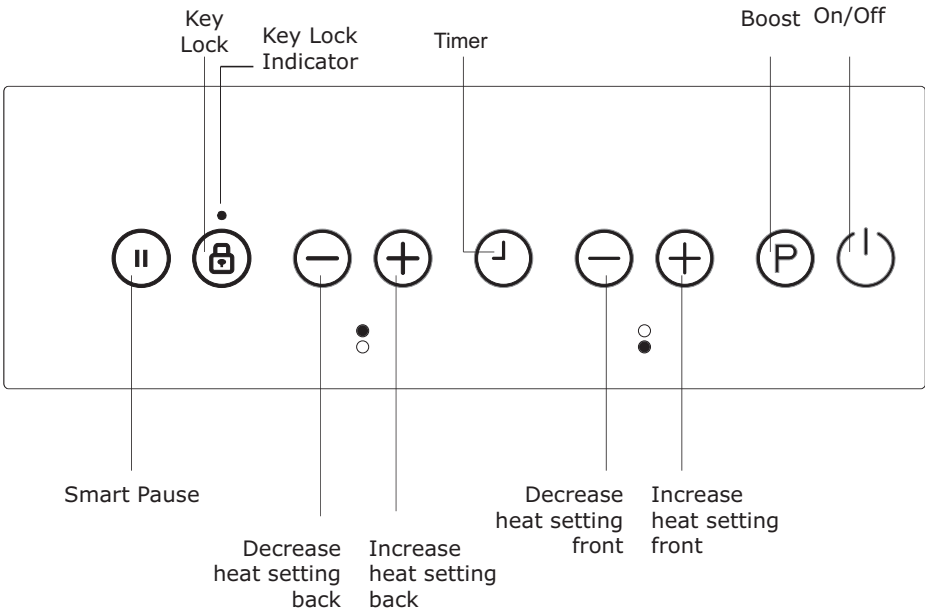 Key
Lock
Key Lock
Indicator
Timer
Boost
On/Off
P
Smart Pause
Decrease
heat setting
back
Increase
heat setting
back
Decrease
heat setting
front
Increase
heat setting
front